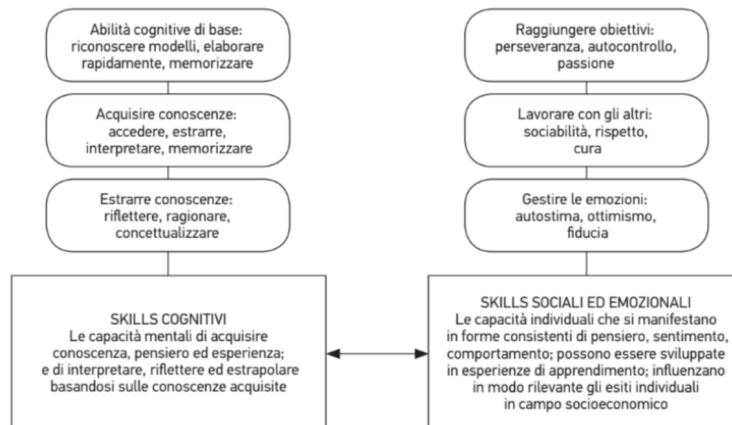 Abilità cognitive di base:
riconoscere modelli, elaborare
rapidamente, memorizzare
Acquisire conoscenze:
accedere, estrarre,
interpretare, memorizzare
Estrarre conoscenze:
riflettere, ragionare,
concettualizzare
SKILLS COGNITIVI
Le capacità mentali di acquisire
conoscenza, pensiero ed esperienza;
e di interpretare, riflettere ed estrapolare
basandosi sulle conoscenze acquisite
Raggiungere obiettivi:
perseveranza, autocontrollo,
passione
Lavorare con gli altri:
sociabilità, rispetto,
cura
Gestire le emozioni:
autostima, ottimismo,
fiducia
SKILLS SOCIALI ED EMOZIONALI
Le capacità individuali che si manifestano
in forme consistenti di pensiero, sentimento,
comportamento; possono essere sviluppate
in esperienze di apprendimento; influenzano
in modo rilevante gli esiti individuali
in campo socioeconomico